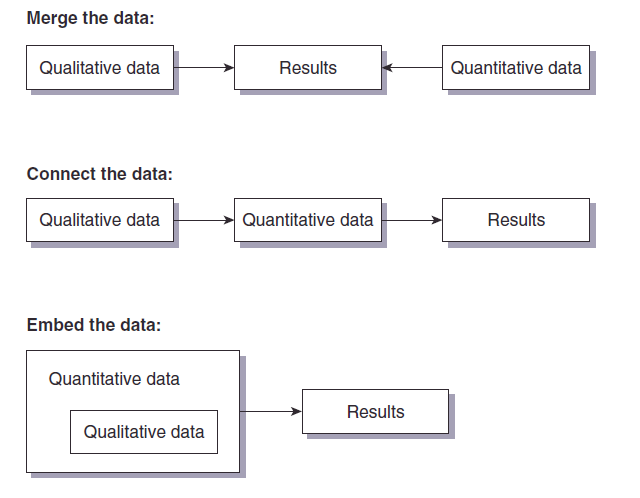 Merge the data:
Qualitative data
Results
Quantitative data
Connect the data:
Qualitative data
Quantitative data
Results
Embed the data:
Quantitative data
Qualitative data
Results